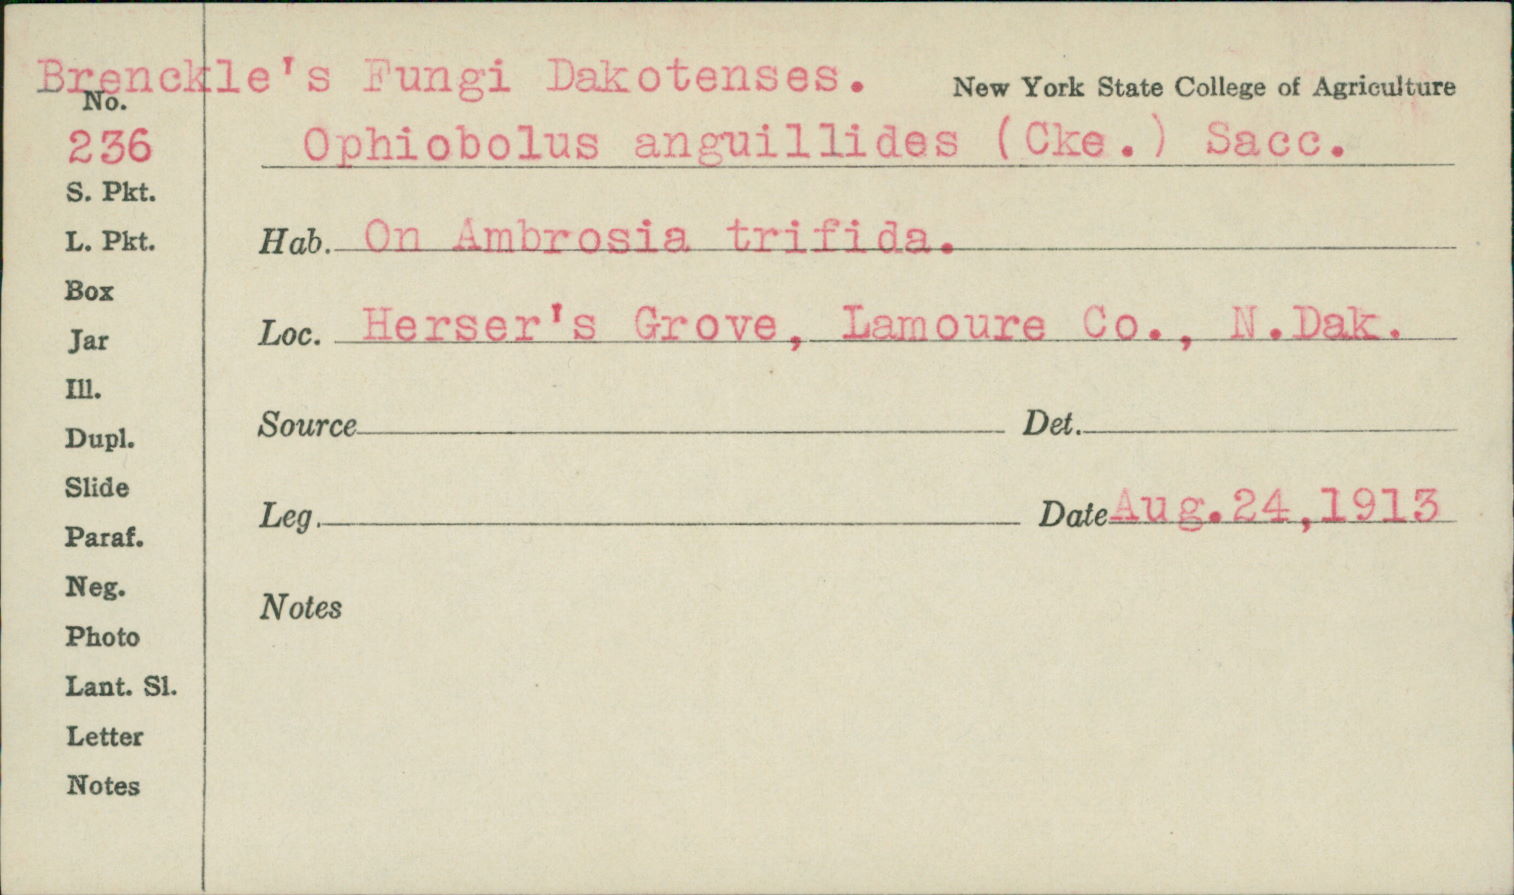 Brenckle's Fungi Dakotenses.
New York State College of Agriculture
No.
236
Ophiobolus anguillides (Cke.) Sacc.
S. Pkt.
L. Pkt.
Hab. On Ambrosia trifida.
Box
Jar
Loc. Herser's Grove, Lamoure Co., N.Dak.
Ill.
Dupl.
Source Det.
Slide
Leg. Date Aug.24,1913
Paraf.
Neg.
Notes
Photo
Lant. Sl.
Letter
Notes